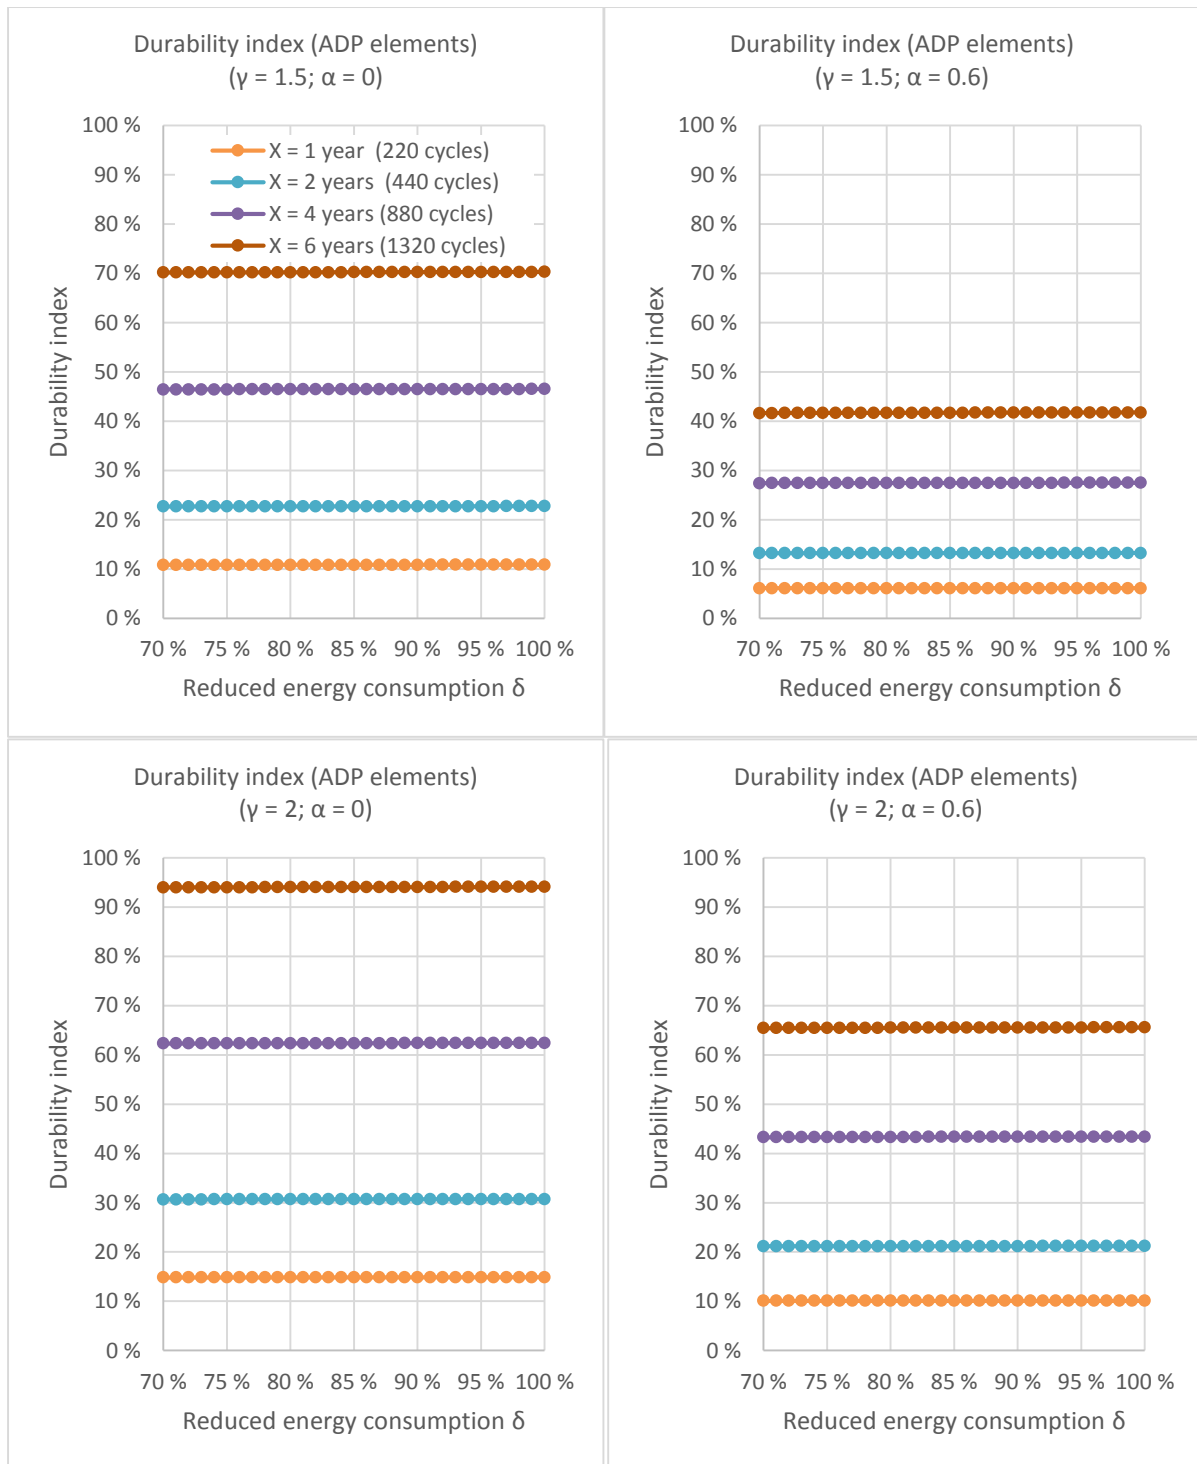 Durability index (ADP elements)
(γ = 1.5; α = 0)
100 %
90 %
80 %
70 %
60 %
50 %
40 %
30 %
20 %
10 %
0 %
X = 1 year (220 cycles)
X = 2 years (440 cycles)
X = 4 years (880 cycles)
X = 6 years (1320 cycles)
Durability index
70 % 75 % 80 % 85 % 90 % 95 % 100 %
Reduced energy consumption δ
Durability index (ADP elements)
(γ = 1.5; α = 0.6)
100 %
90 %
80 %
70 %
60 %
50 %
40 %
30 %
20 %
10 %
0 %
Durability index
70 % 75 % 80 % 85 % 90 % 95 % 100 %
Reduced energy consumption δ
Durability index (ADP elements)
(γ = 2; α = 0)
100 %
90 %
80 %
70 %
60 %
50 %
40 %
30 %
20 %
10 %
0 %
Durability index
70 % 75 % 80 % 85 % 90 % 95 % 100 %
Reduced energy consumption δ
Durability index (ADP elements)
(γ = 2; α = 0.6)
100 %
90 %
80 %
70 %
60 %
50 %
40 %
30 %
20 %
10 %
0 %
Durability index
70 % 75 % 80 % 85 % 90 % 95 % 100 %
Reduced energy consumption δ